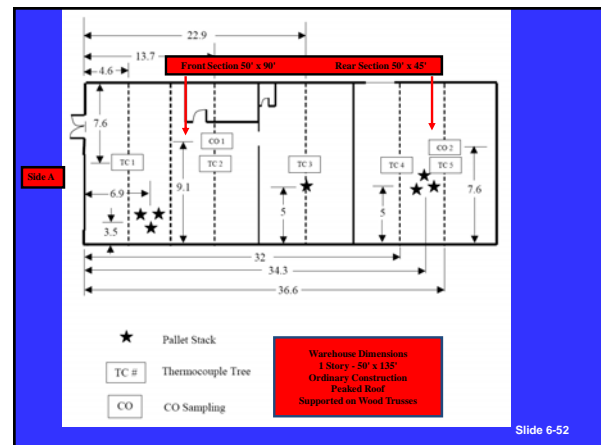 22.9
13.7
4.6
Front Section 50' x 90'
Rear Section 50' x 45'
7.6
CO 1
CO 2
TC 1
TC 2
TC 3
TC 4
TC 5
Side A
6.9
9.1
7.6
3.5
5
5
32
34.3
36.6
Pallet Stack
TC #
Thermocouple Tree
CO
CO Sampling
Warehouse Dimensions
1 Story - 50' x 135'
Ordinary Construction
Peaked Roof
Supported on Wood Trusses
Slide 6-52